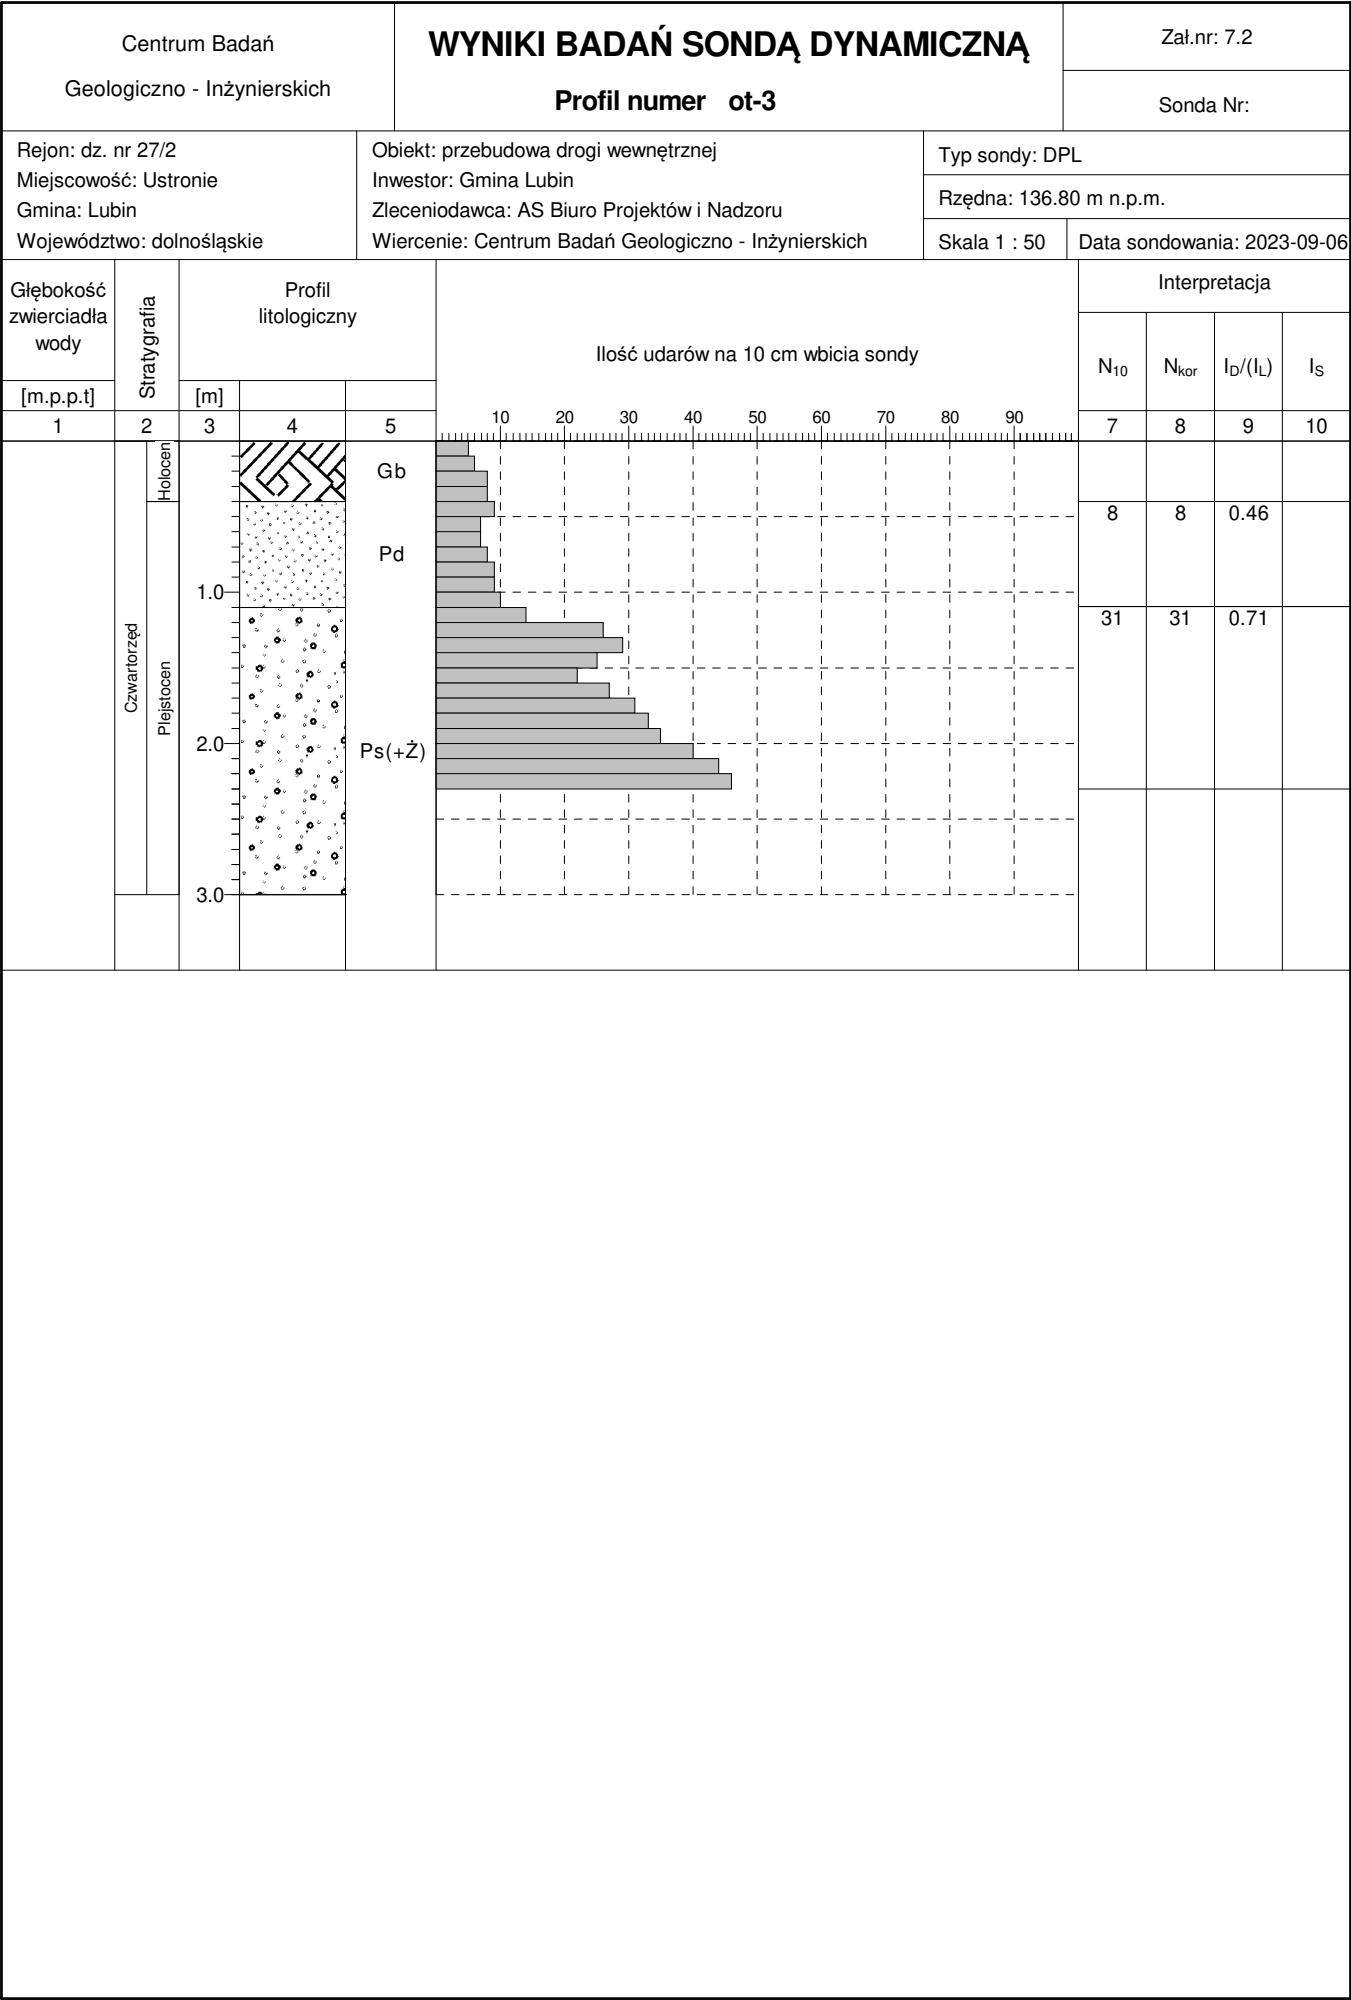 Centrum Badań
Geologiczno - Inżynierskich
WYNIKI BADAŃ SONDĄ DYNAMICZNĄ
Profil numer ot-3
Zał.nr: 7.2
Sonda Nr:
Rejon: dz. nr 27/2
Miejscowość: Ustronie
Gmina: Lubin
Województwo: dolnośląskie
Obiekt: przebudowa drogi wewnętrznej
Inwestor: Gmina Lubin
Zleceniodawca: AS Biuro Projektów i Nadzoru
Wiercenie: Centrum Badań Geologiczno - Inżynierskich
Typ sondy: DPL
Rzędna: 136.80 m n.p.m.
Skala 1 : 50
Data sondowania: 2023-09-06
Głębokość
zwierciadła
wody
[m.p.p.t]
Stratygrafia
Profil
litologiczny
[m]
Ilość udarów na 10 cm wbicia sondy
Interpretacja
N10 Nkor ID/(IL) IS
1 2 3 4 5
10 20 30 40 50 60 70 80 90
7 8 9 10
Holocen
Gb
8 8 0.46
Pd
1.0
31 31 0.71
Czwartorzęd
Plejstocen
2.0
Ps(+Ż)
3.0